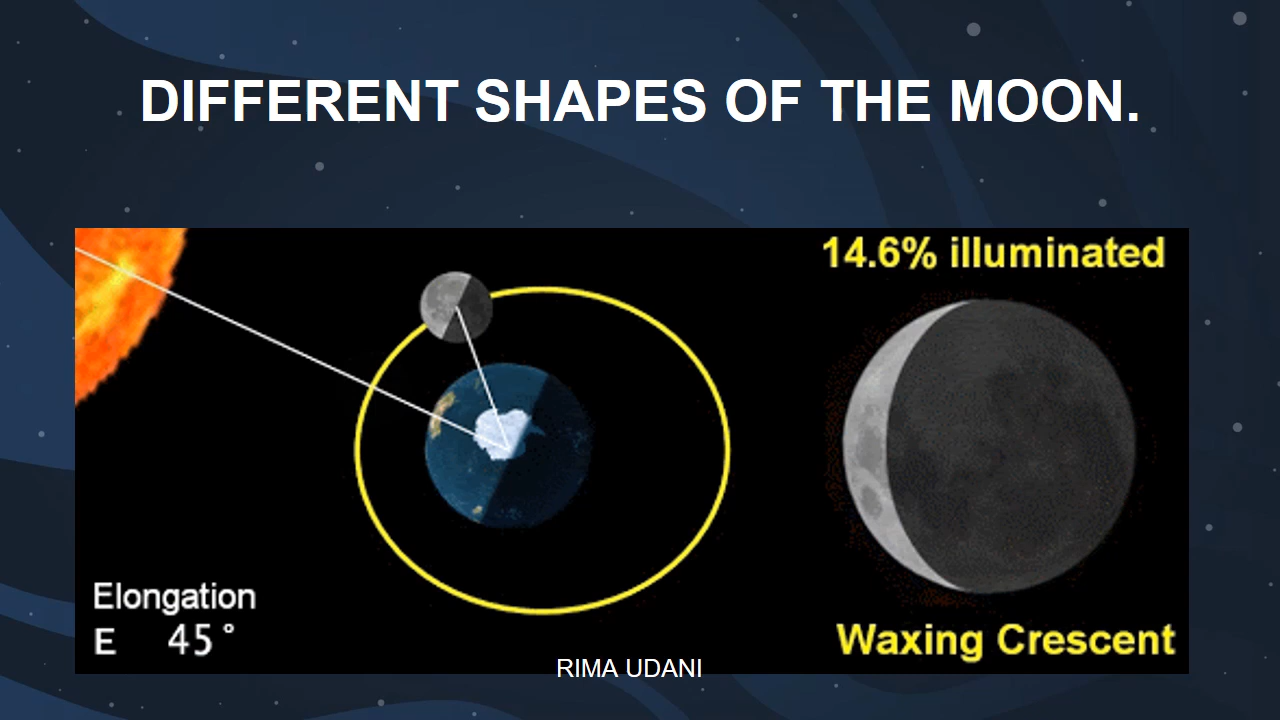 DIFFERENT SHAPES OF THE MOON.
14.6% illuminated
Elongation
E 45°
Waxing Crescent
RIMA UDANI